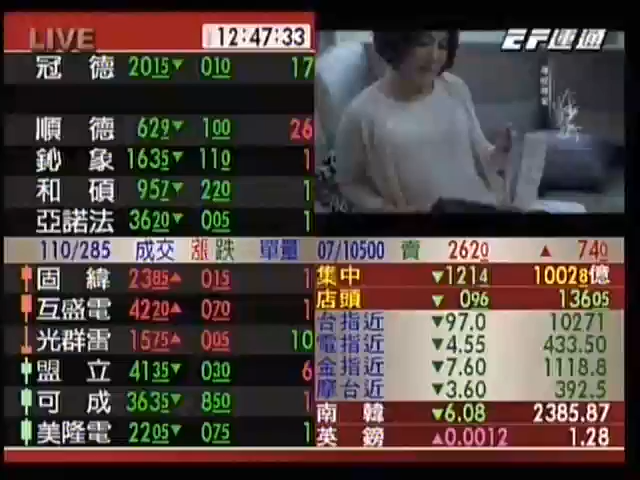 LIVE 12:47:33
冠德 2015▼ 010 17
順德 629▼ 100 26
鈊象 1635▼ 110 1
和碩 957▼ 220 1
亞諾法 3620▼ 005 1
110/285 成交 漲跌 單量
固緯 2385▲ 015 1
互盛電 4220▲ 070 1
光群雷 1575▲ 005 10
盟立 4135▼ 030 6
可成 3635▼ 850 1
美隆電 2205▼ 075 1
EF運通
07/10500 賣 2620 ▲ 740
集中 ▼1214 10028億
店頭 ▼ 096 13605
台指近 ▼97.0 10271
電指近 ▼4.55 433.50
金指近 ▼7.60 1118.8
摩台近 ▼3.60 392.5
南韓 ▼6.08 2385.87
英鎊 ▲0.0012 1.28